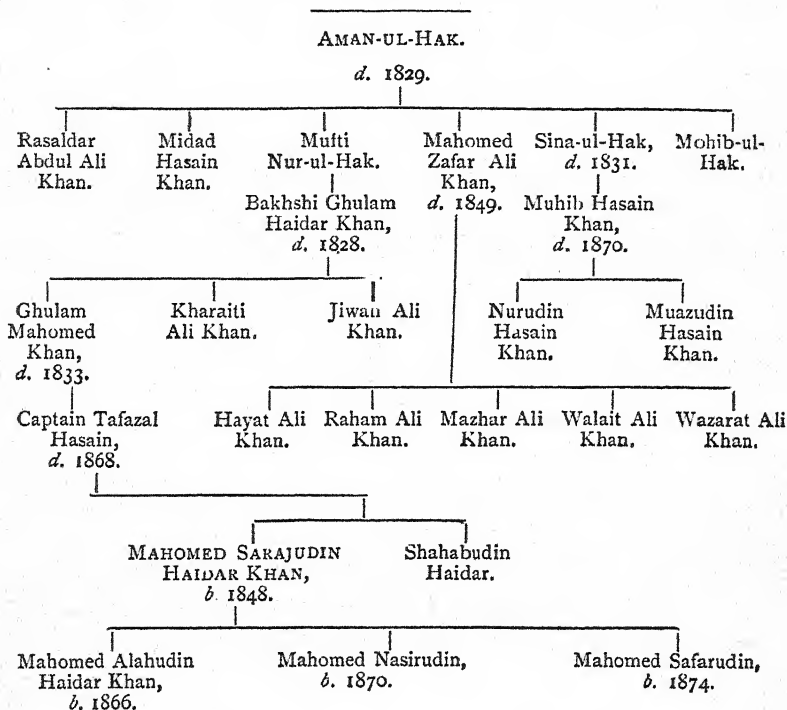 AMAN-UL-HAK.
d. 1829.
Rasaldar
Abdul Ali
Khan.
Midad
Hasain
Khan.
Mufti
Nur-ul-Hak.
Mahomed
Zafar Ali
Khan,
d. 1849.
Sina-ul-Hak,
d. 1831.
Mohib-ul-
Hak.
Bakhshi Ghulam
Haidar Khan,
d. 1828.
Muhib Hasain
Khan,
d. 1870.
Ghulam
Mahomed
Khan,
d. 1833.
Kharaiti
Ali Khan.
Jiwan Ali
Khan.
Nurudin
Hasain
Khan.
Muazudin
Hasain
Khan.
Captain Tafazal
Hasain,
d. 1868.
Hayat Ali
Khan.
Raham Ali
Khan.
Mazhar Ali
Khan.
Walait Ali
Khan.
Wazarat Ali
Khan.
MAHOMED SARAJUDIN
HAIDAR KHAN,
b. 1848.
Shahabudin
Haidar.
Mahomed Alahudin
Haidar Khan,
b. 1866.
Mahomed Nasirudin,
b. 1870.
Mahomed Safarudin,
b. 1874.